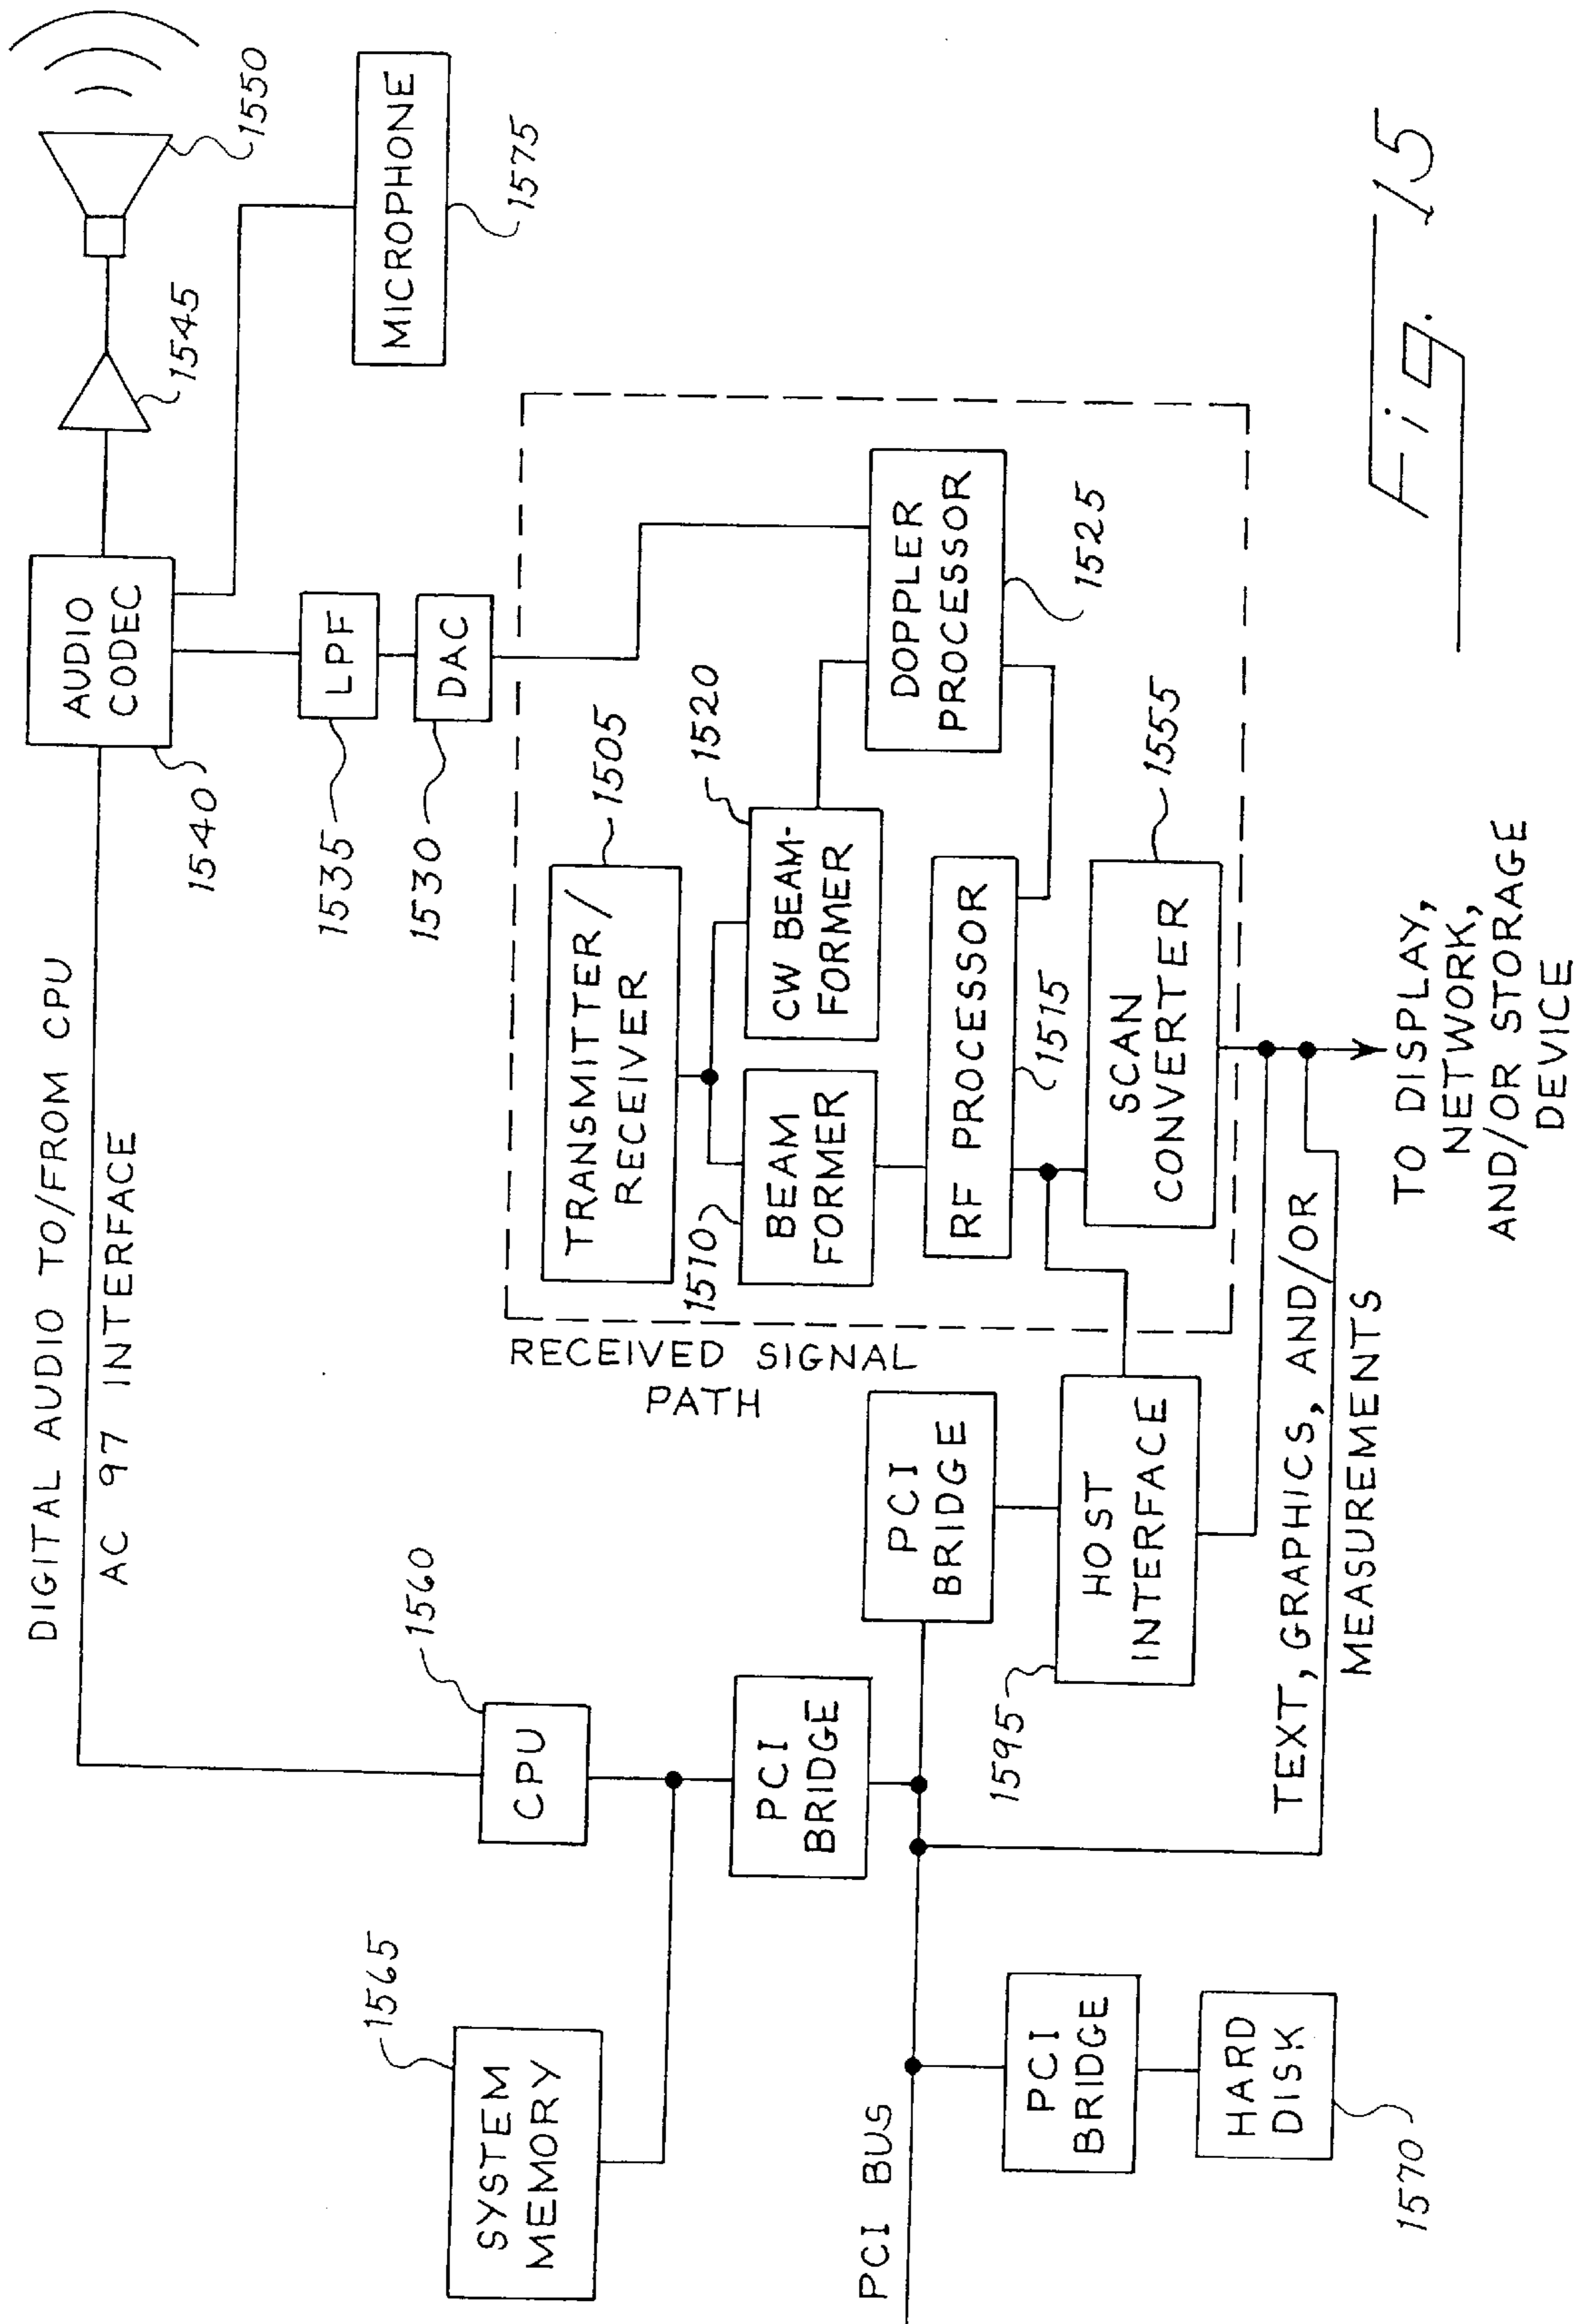 DIGITAL AUDIO TO/FROM CPU
AC 97 INTERFACE
AUDIO
CODEC
1540
1545
1550
MICROPHONE
1575
LPF
1535
DAC
1530
SYSTEM
MEMORY
1565
CPU
1560
PCI
BRIDGE
PCI BUS
PCI
BRIDGE
HARD
DISK
1570
PCI
BRIDGE
HOST
INTERFACE
1595
RECEIVED SIGNAL
PATH
TRANSMITTER/
RECEIVER
1505
BEAM
FORMER
1510
CW BEAM-
FORMER
1520
DOPPLER
PROCESSOR
1525
RF PROCESSOR
1515
SCAN
CONVERTER
1555
TEXT, GRAPHICS, AND/OR
MEASUREMENTS
TO DISPLAY,
NETWORK,
AND/OR STORAGE
DEVICE
Fig. 15